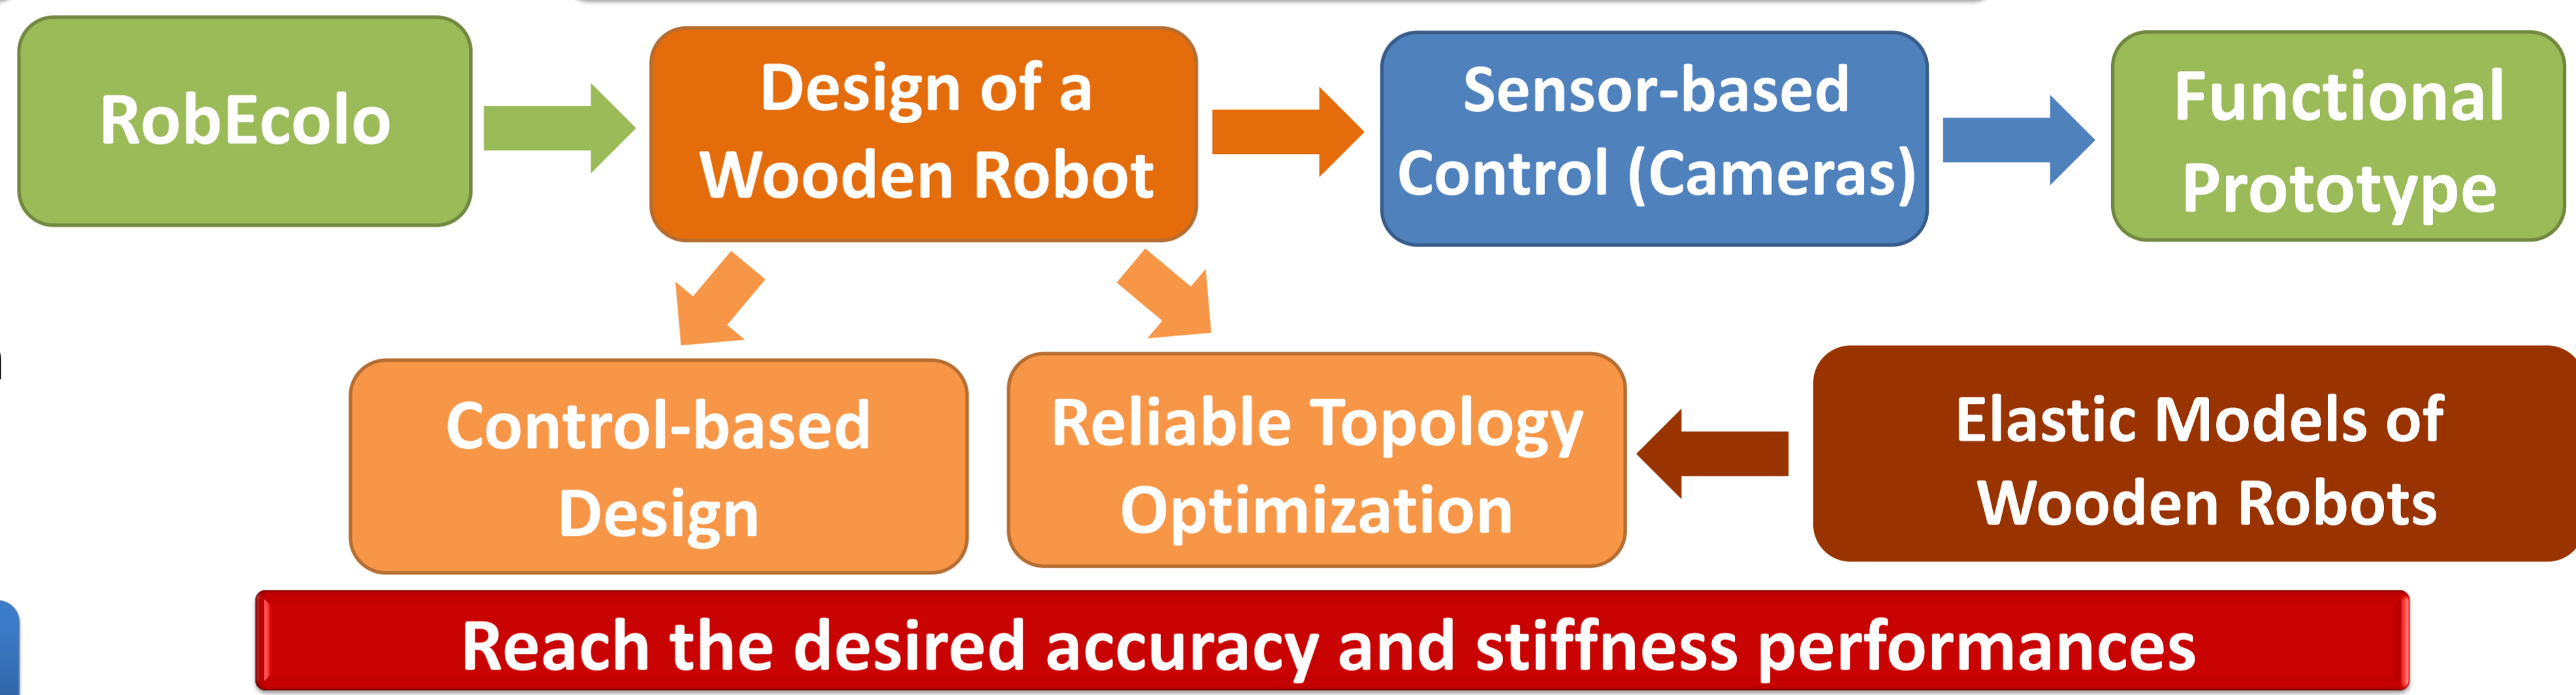 RobEcolo
Design of a
Wooden Robot
Sensor-based
Control (Cameras)
Functional
Prototype
Control-based
Design
Reliable Topology
Optimization
Elastic Models of
Wooden Robots
Reach the desired accuracy and stiffness performances